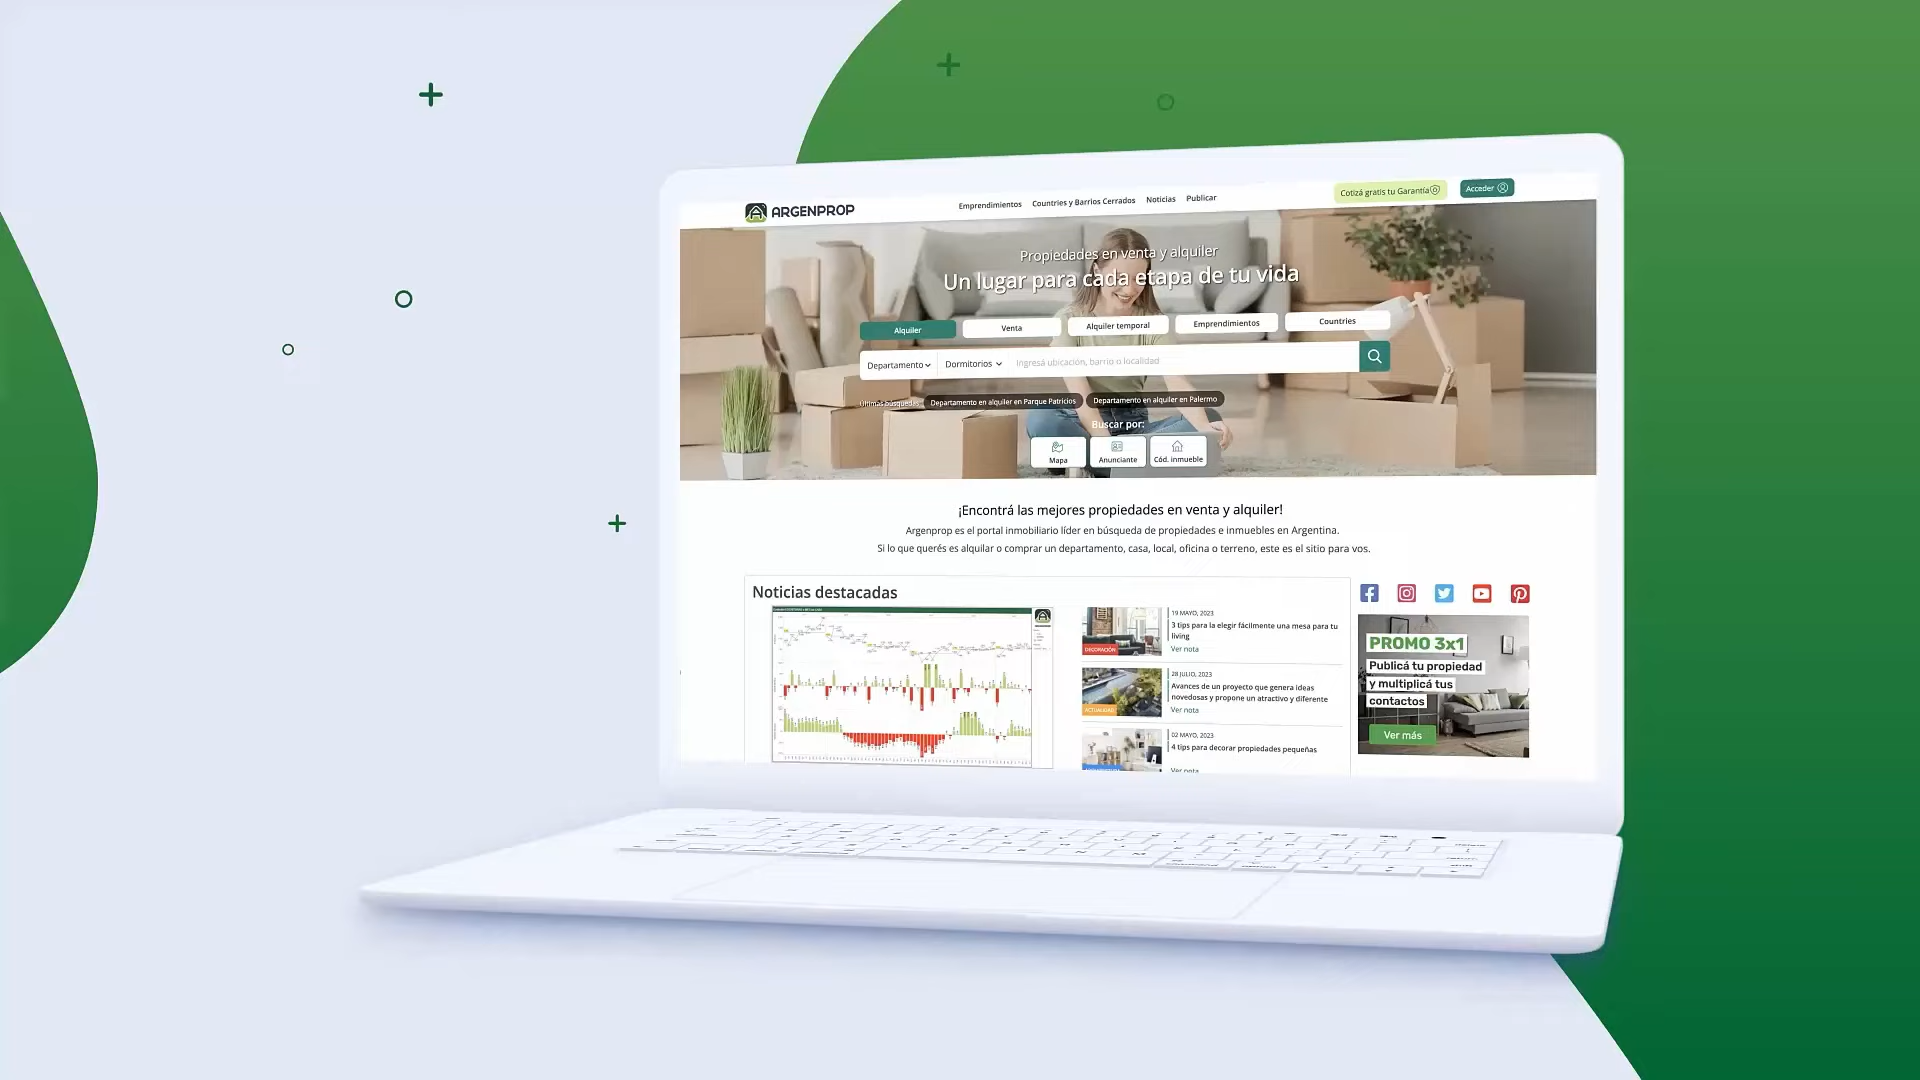 ARGENPROP
Emprendimientos Countries y Barrios Cerrados Noticias Publicar
Cotizá gratis tu Garantía
Acceder
Propiedades en venta y alquiler
Un lugar para cada etapa de tu vida
Alquiler Venta Alquiler temporal Emprendimientos Countries
Departamento Dormitorios Ingresá ubicación, barrio o localidad
Últimas búsquedas: Departamento en alquiler en Parque Patricios Departamento en alquiler en Palermo
Buscar por:
Mapa Anunciante Cód. inmueble
¡Encontrá las mejores propiedades en venta y alquiler!
Argenprop es el portal inmobiliario líder en búsqueda de propiedades e inmuebles en Argentina.
Si lo que querés es alquilar o comprar un departamento, casa, local, oficina o terreno, este es el sitio para vos.
Noticias destacadas
19 MAYO, 2023
3 tips para la elegir fácilmente una mesa para tu
living
Ver nota
DECORACIÓN
28 JULIO, 2023
Avances de un proyecto que genera ideas
novedosas y propone un atractivo y diferente
Ver nota
ACTUALIDAD
02 MAYO, 2023
4 tips para decorar propiedades pequeñas
Ver nota
PROMO 3x1
Publicá tu propiedad
y multiplicá tus
contactos
Ver más